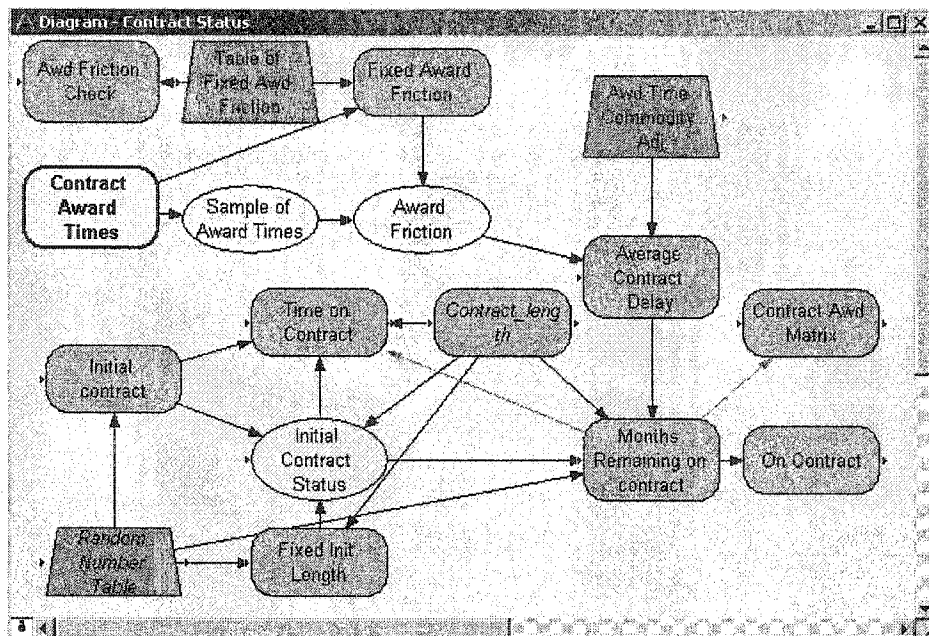 Diagram - Contract Status
Awd Friction
Check
Table of
Fixed Awd
Friction
Fixed Award
Friction
Awd Time
Commodity
Adj
Contract
Award
Times
Sample of
Award Times
Award
Friction
Average
Contract
Delay
Time on
Contract
Contract_leng
th
Contract Awd
Matrix
Initial
contract
Initial
Contract
Status
Months
Remaining on
contract
On Contract
Random
Number
Table
Fixed Init
Length